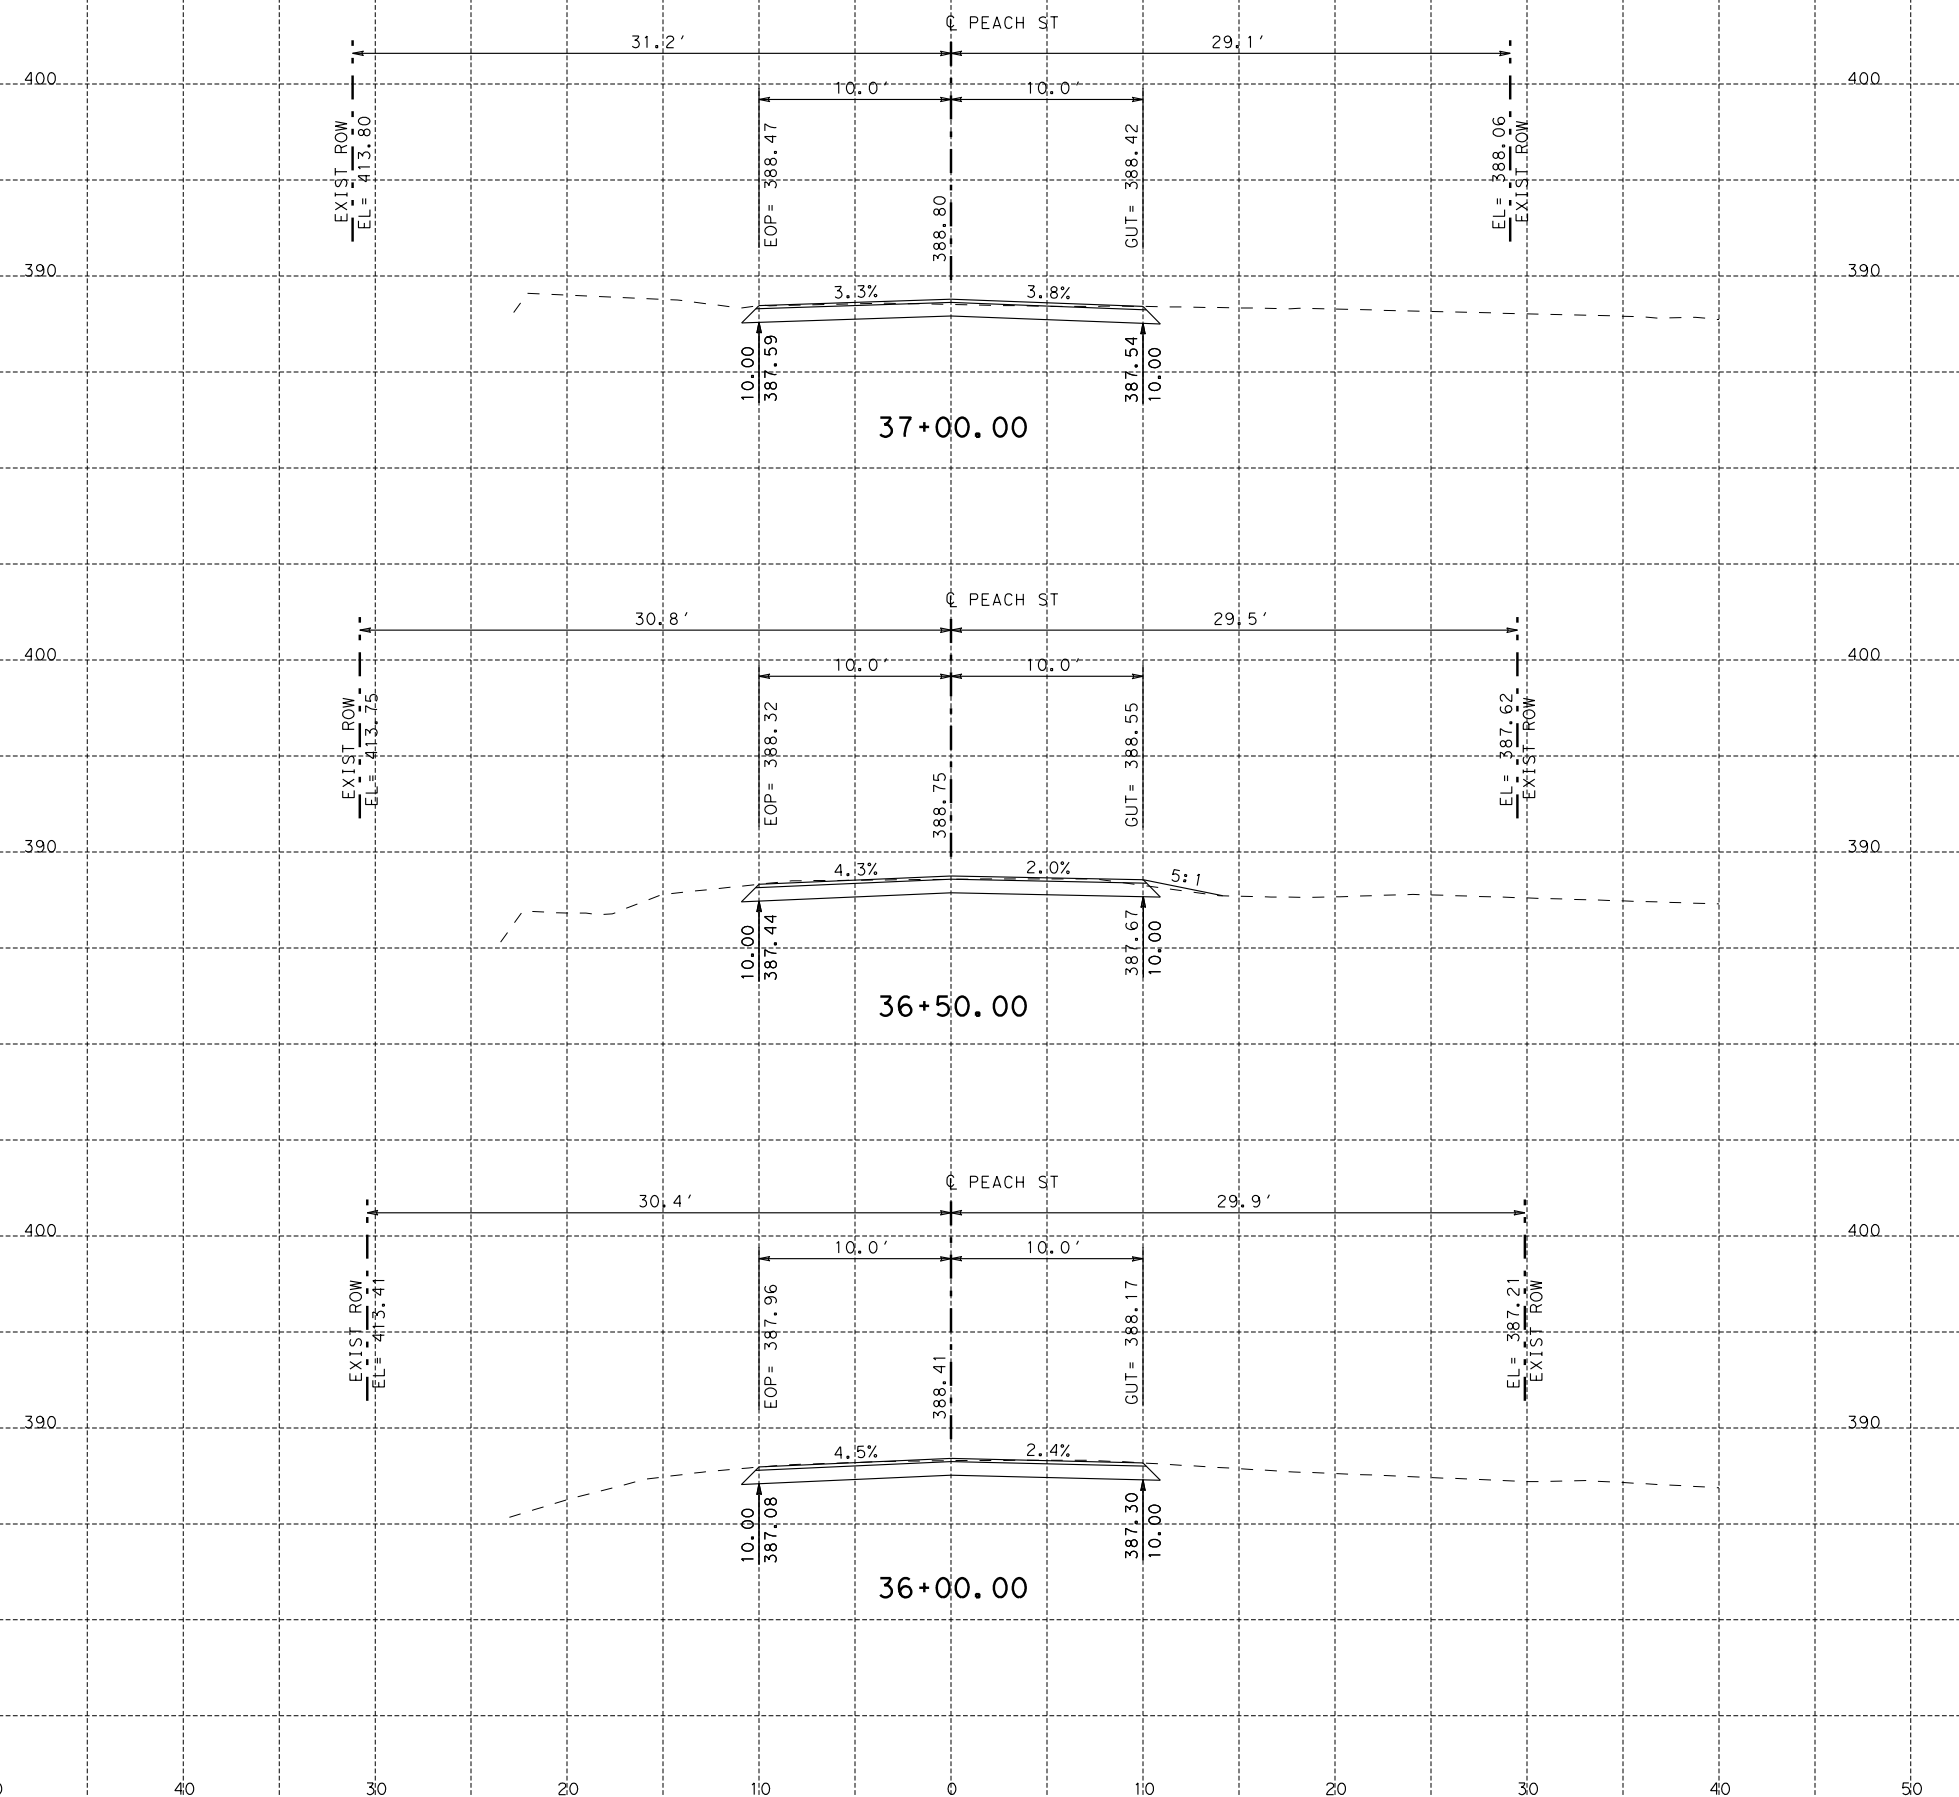 ℄ PEACH ST
31.2′ 29.1′
400 400
10.0′ 10.0′
EXIST ROW
EL= 413.80
EOP= 388.47
388.80
GUT= 388.42
EL= 388.06
EXIST ROW
390 390
3.3% 3.8%
10.00
387.59
387.54
10.00
37+00.00
℄ PEACH ST
30.8′ 29.5′
400 400
10.0′ 10.0′
EXIST ROW
EL= 413.75
EOP= 388.32
388.75
GUT= 388.55
EL= 387.62
EXIST ROW
390 390
4.3% 2.0% 5:1
10.00
387.44
387.67
10.00
36+50.00
℄ PEACH ST
30.4′ 29.9′
400 400
10.0′ 10.0′
EXIST ROW
EL= 413.41
EOP= 387.96
388.41
GUT= 388.17
EL= 387.21
EXIST ROW
390 390
4.5% 2.4%
10.00
387.08
387.30
10.00
36+00.00
40 30 20 10 0 10 20 30 40 50